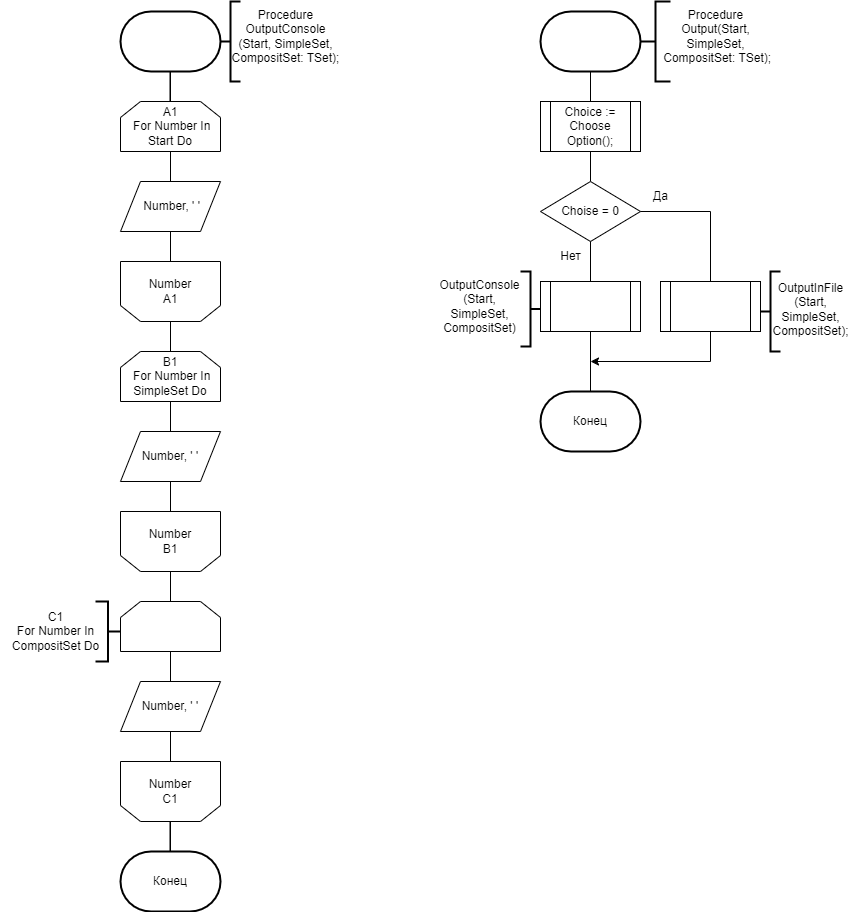 Procedure
OutputConsole
(Start, SimpleSet,
CompositSet: TSet);
A1
For Number In
Start Do
Number, ' '
Number
A1
B1
For Number In
SimpleSet Do
Number, ' '
Number
B1
C1
For Number In
CompositSet Do
Number, ' '
Number
C1
Конец
Procedure
Output(Start,
SimpleSet,
CompositSet: TSet);
Choice :=
Choose
Option();
Choise = 0
Да
Нет
OutputConsole
(Start,
SimpleSet,
CompositSet)
OutputInFile
(Start,
SimpleSet,
CompositSet);
Конец